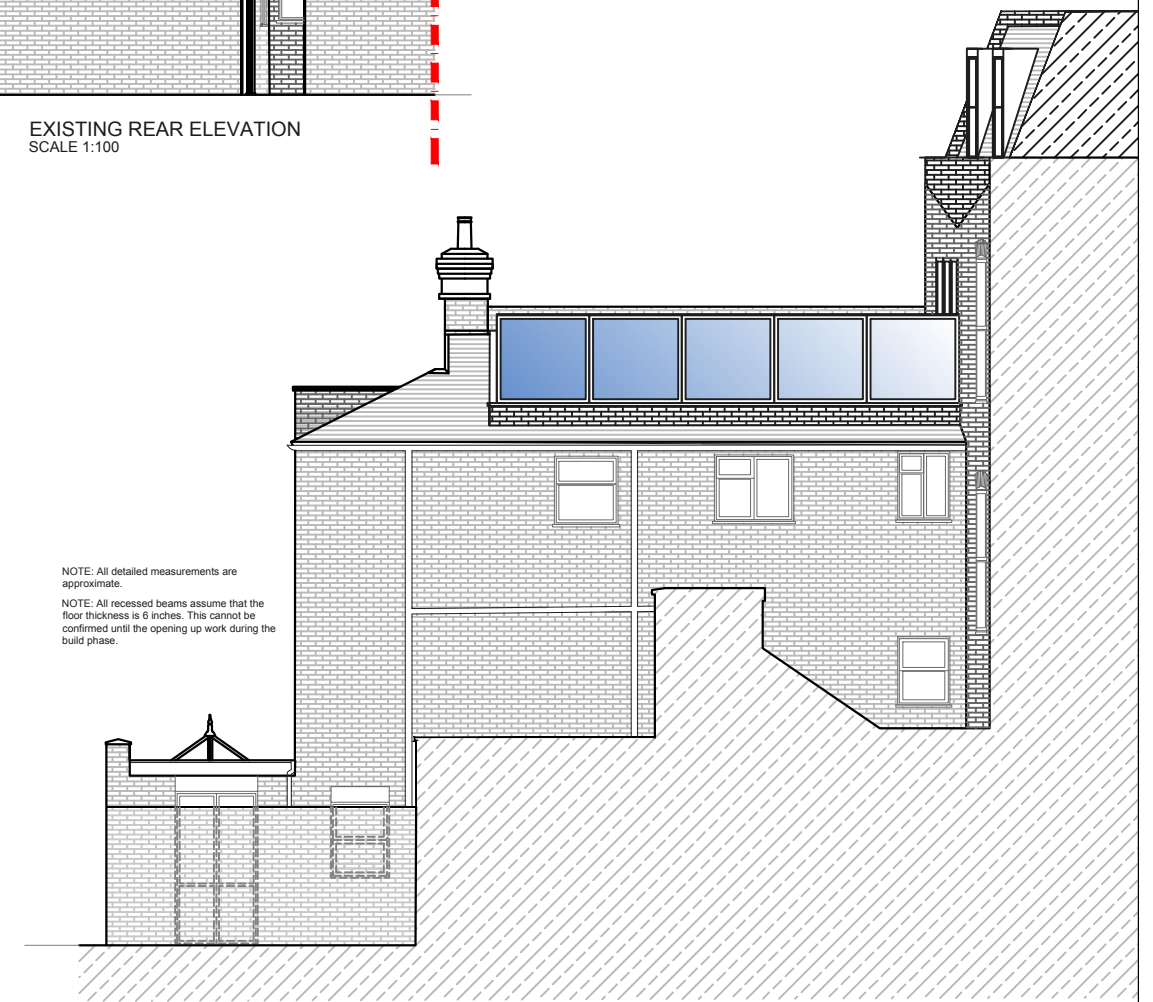 EXISTING REAR ELEVATION
SCALE 1:100
NOTE: All detailed measurements are
approximate.
NOTE: All recessed beams assume that the
floor thickness is 6 inches. This cannot be
confirmed until the opening up work during the
build phase.